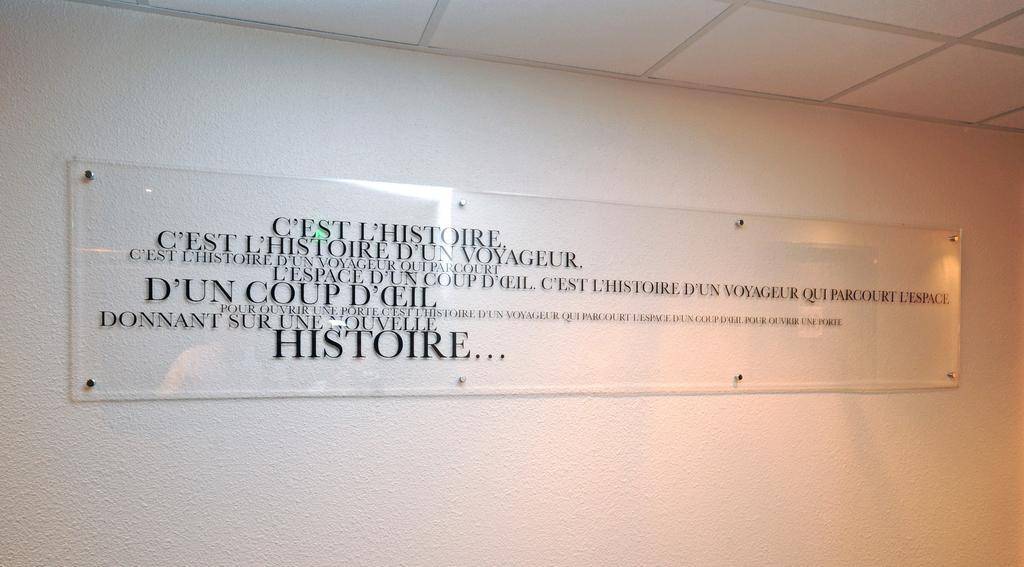 C'EST L'HISTOIRE,
C'EST L'HISTOIRE D'UN VOYAGEUR.
C'EST L'HISTOIRE D'UN VOYAGEUR QUI PARCOURT
L'ESPACE D'UN COUP D'ŒIL. C'EST L'HISTOIRE D'UN VOYAGEUR QUI PARCOURT L'ESPACE
D'UN COUP D'ŒIL
POUR OUVRIR UNE PORTE. C'EST L'HISTOIRE D'UN VOYAGEUR QUI PARCOURT L'ESPACE D'UN COUP D'ŒIL POUR OUVRIR UNE PORTE
DONNANT SUR UNE NOUVELLE
HISTOIRE...